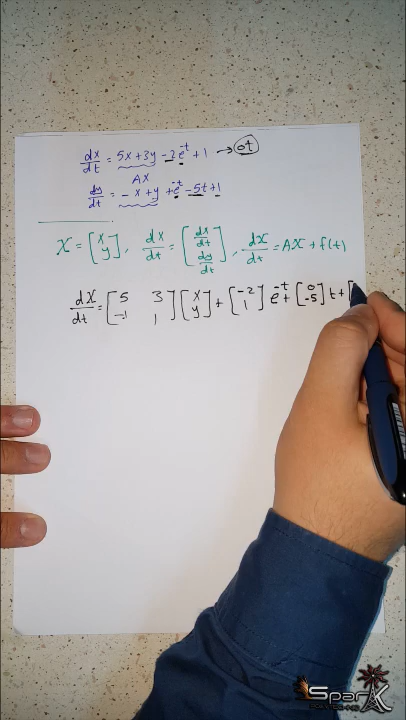 dx/dt = 5x + 3y - 2e^-t + 1 → 0t
AX
dy/dt = -x + y + e^-t - 5t + 1
X = [x y], dX/dt = [dx/dt dy/dt], dX/dt = AX + f(t)
dX/dt = [5 3 -1 1] [x y] + [-2 1] e^-t + [0 -5] t + [
Spark